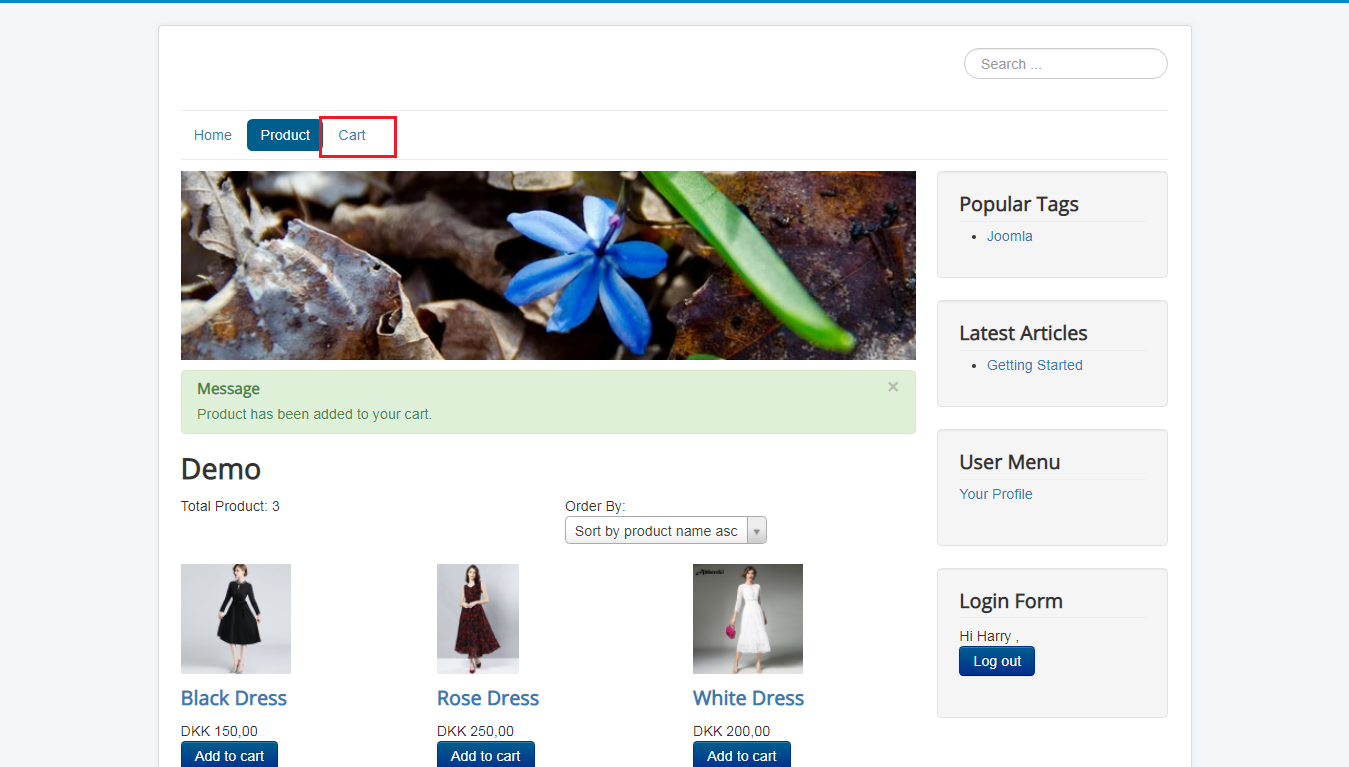 Search ...
Home Product Cart
Message
×
Product has been added to your cart.
Demo
Total Product: 3
Order By:
Sort by product name asc
Black Dress
DKK 150,00
Add to cart
Rose Dress
DKK 250,00
Add to cart
White Dress
DKK 200,00
Add to cart
Popular Tags
Joomla
Latest Articles
Getting Started
User Menu
Your Profile
Login Form
Hi Harry ,
Log out